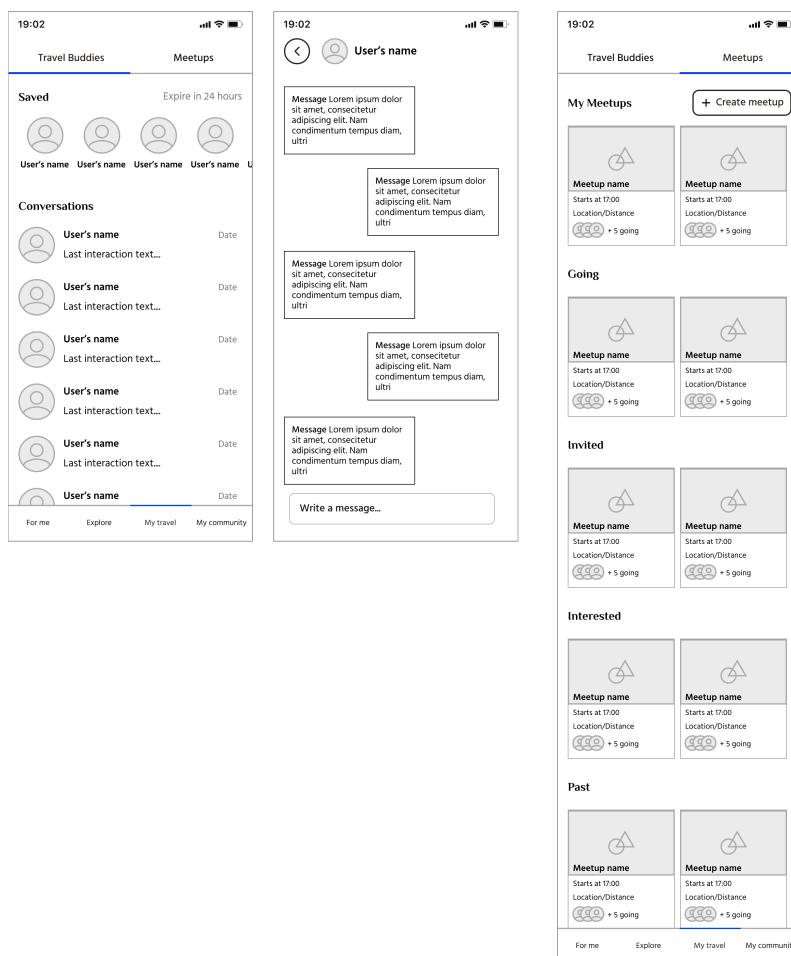 19:02
Travel Buddies Meetups
Saved Expire in 24 hours
User's name User's name User's name User's name U
Conversations
User's name Date
Last interaction text...
User's name Date
Last interaction text...
User's name Date
Last interaction text...
User's name Date
Last interaction text...
User's name Date
Last interaction text...
User's name Date
For me Explore My travel My community
19:02
User's name
Message Lorem ipsum dolor
sit amet, consecitetur
adipiscing elit. Nam
condimentum tempus diam,
ultri
Message Lorem ipsum dolor
sit amet, consecitetur
adipiscing elit. Nam
condimentum tempus diam,
ultri
Message Lorem ipsum dolor
sit amet, consecitetur
adipiscing elit. Nam
condimentum tempus diam,
ultri
Message Lorem ipsum dolor
sit amet, consecitetur
adipiscing elit. Nam
condimentum tempus diam,
ultri
Message Lorem ipsum dolor
sit amet, consecitetur
adipiscing elit. Nam
condimentum tempus diam,
ultri
Write a message...
19:02
Travel Buddies Meetups
My Meetups + Create meetup
Meetup name Meetup name
Starts at 17:00 Starts at 17:00
Location/Distance Location/Distance
+ 5 going + 5 going
Going
Meetup name Meetup name
Starts at 17:00 Starts at 17:00
Location/Distance Location/Distance
+ 5 going + 5 going
Invited
Meetup name Meetup name
Starts at 17:00 Starts at 17:00
Location/Distance Location/Distance
+ 5 going + 5 going
Interested
Meetup name Meetup name
Starts at 17:00 Starts at 17:00
Location/Distance Location/Distance
+ 5 going + 5 going
Past
Meetup name Meetup name
Starts at 17:00 Starts at 17:00
Location/Distance Location/Distance
+ 5 going + 5 going
For me Explore My travel My communit